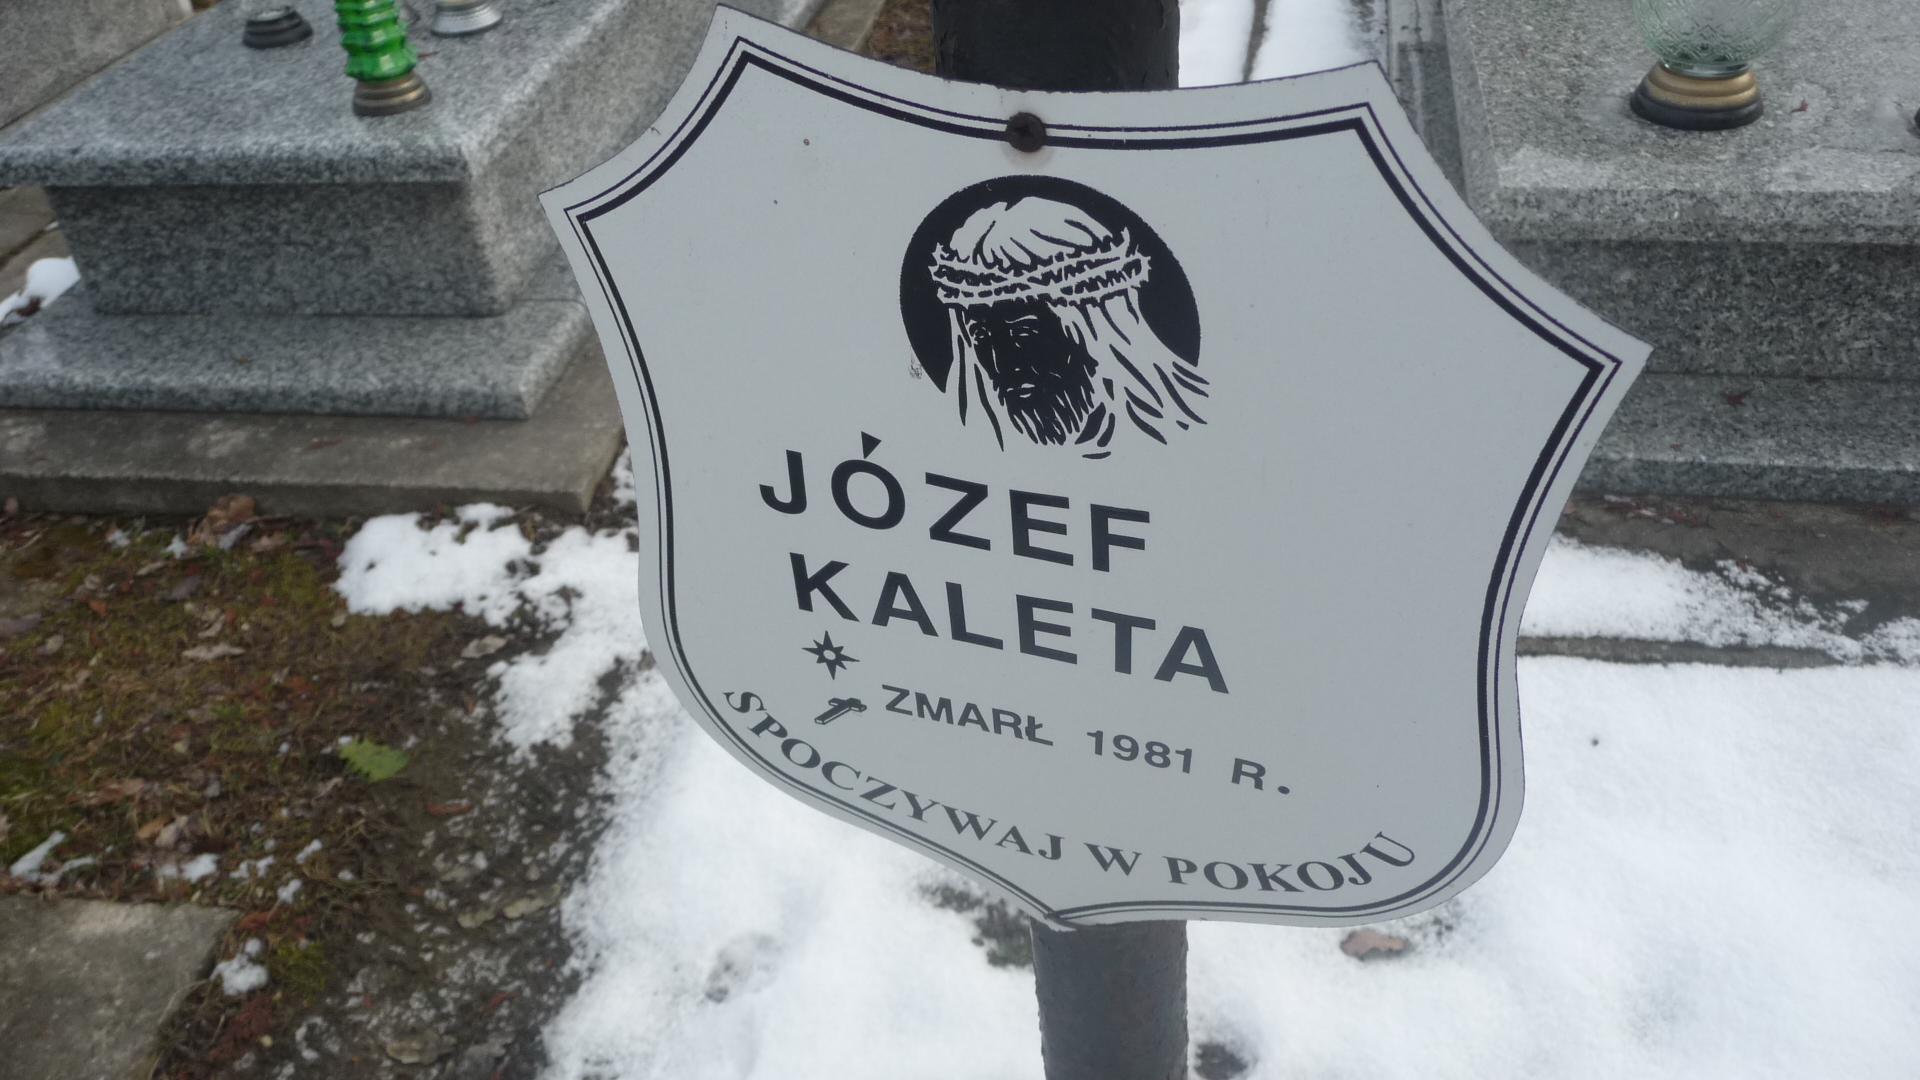 JÓZEF
KALETA
ZMARŁ 1981 R.
SPOCZYWAJ W POKOJU